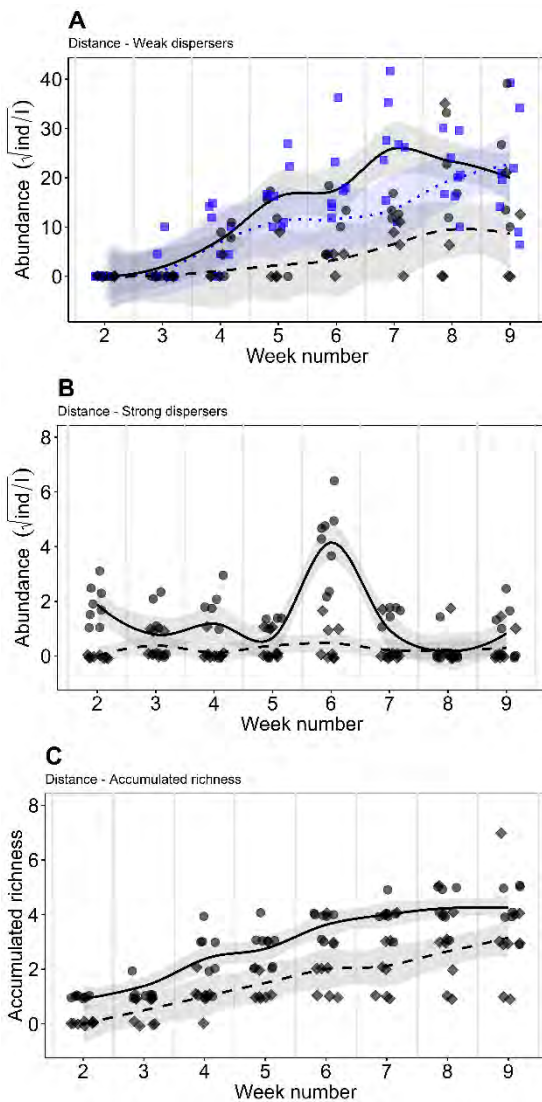 A
Distance - Weak dispersers
Abundance (√ind/l)
40
30
20
10
0
2 3 4 5 6 7 8 9
Week number
B
Distance - Strong dispersers
Abundance (√ind/l)
8
6
4
2
0
2 3 4 5 6 7 8 9
Week number
C
Distance - Accumulated richness
Accumulated richness
8
6
4
2
0
2 3 4 5 6 7 8 9
Week number